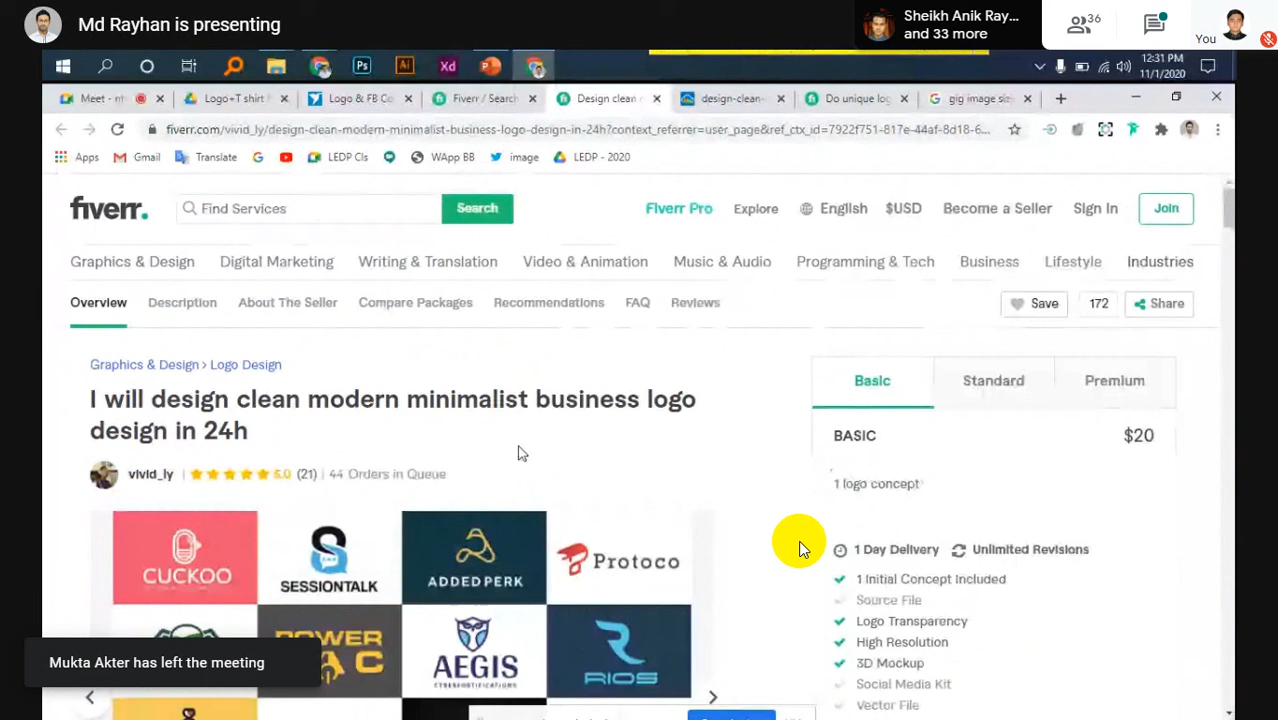 Md Rayhan is presenting
Sheikh Anik Ray...
and 33 more
36
You
Ps Ai Xd
12:31 PM
11/1/2020
Meet - Logo+T shirt Logo & FB Co Fiverr / Search Design clean design-clean- Do unique log gig image size
fiverr.com/vivid_ly/design-clean-modern-minimalist-business-logo-design-in-24h?context_referrer=user_page&ref_ctx_id=7922f751-817e-44af-8d18-6...
Apps Gmail Translate LEDP Cls WApp BB image LEDP - 2020
fiverr. Find Services Search Fiverr Pro Explore English $USD Become a Seller Sign In Join
Graphics & Design Digital Marketing Writing & Translation Video & Animation Music & Audio Programming & Tech Business Lifestyle Industries
Overview Description About The Seller Compare Packages Recommendations FAQ Reviews Save 172 Share
Graphics & Design › Logo Design
I will design clean modern minimalist business logo
design in 24h
vivid_ly 5.0 (21) 44 Orders in Queue
Basic Standard Premium
BASIC $20
1 logo concept
1 Day Delivery Unlimited Revisions
1 Initial Concept Included
Source File
Logo Transparency
High Resolution
3D Mockup
Social Media Kit
Vector File
CUCKOO SESSIONTALK ADDEDPERK Protoco
POWER
AEGIS
RIOS
Mukta Akter has left the meeting